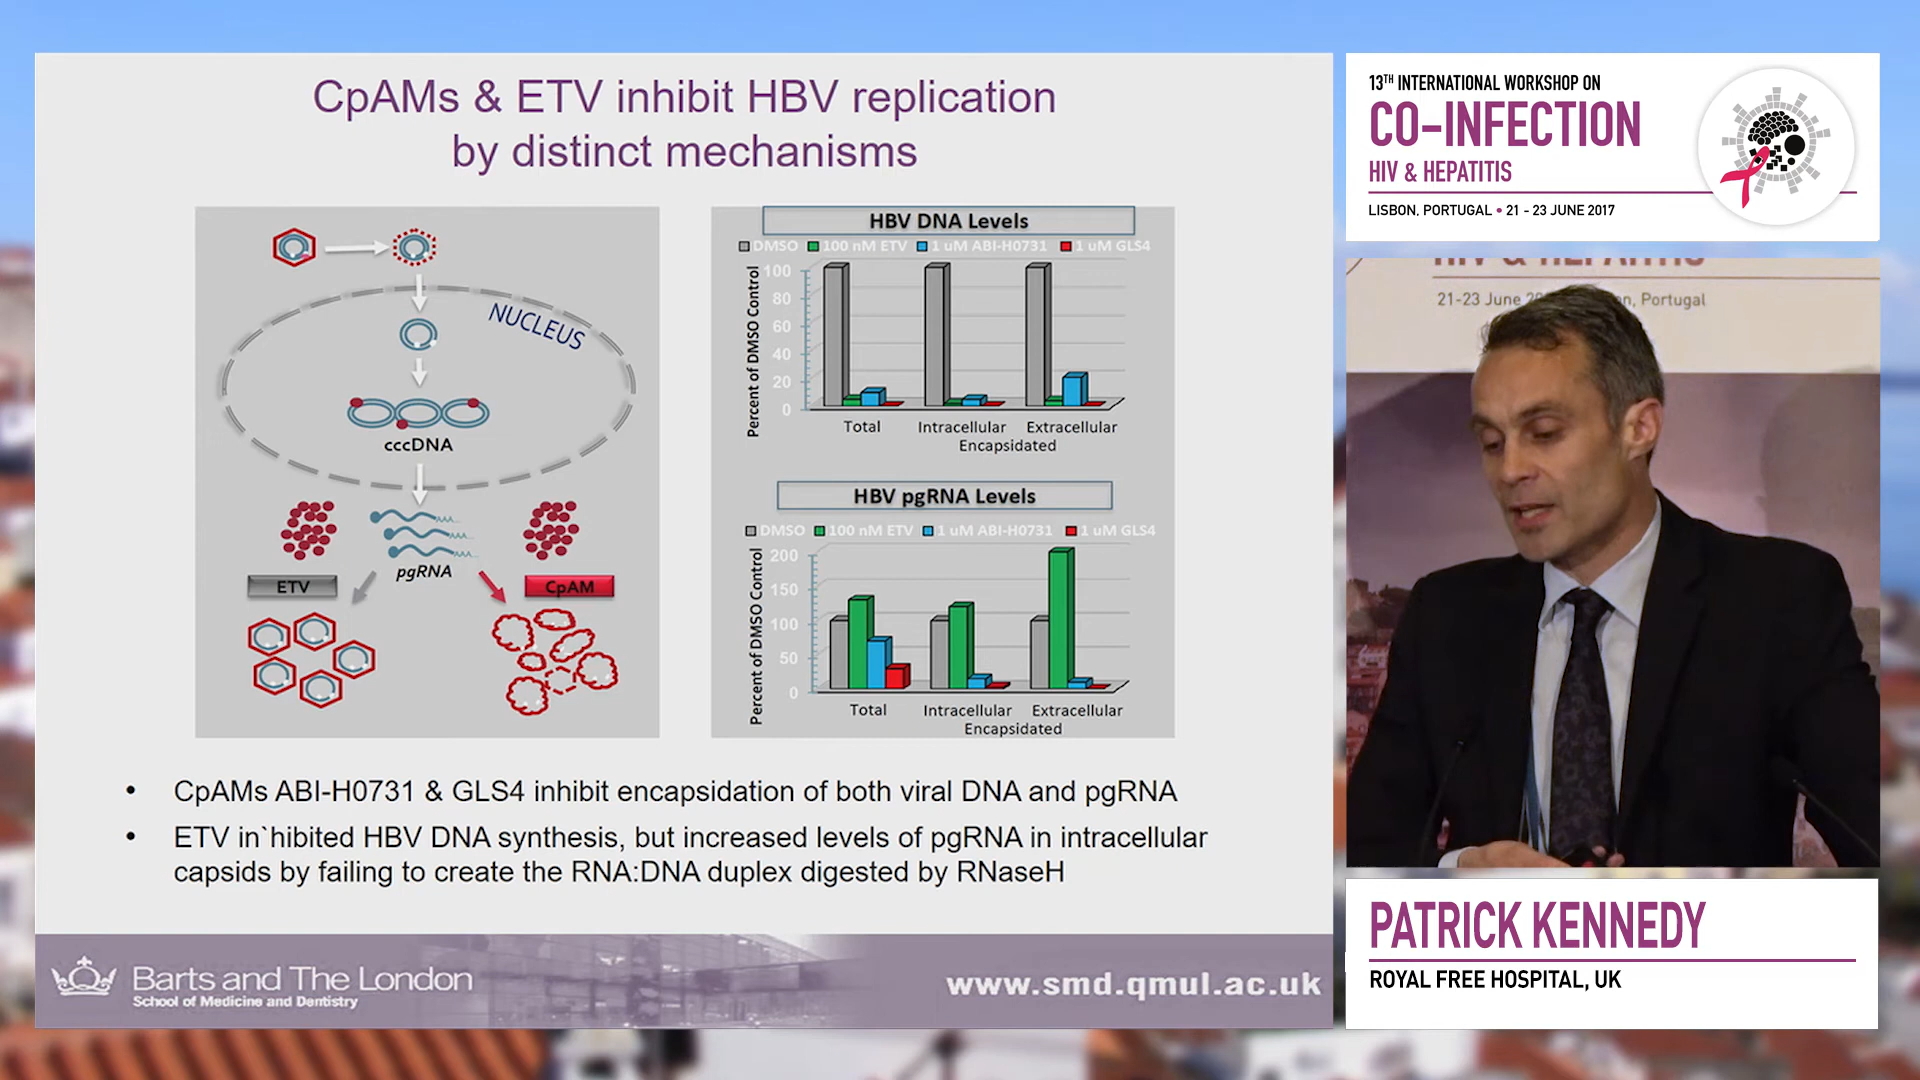 CpAMs & ETV inhibit HBV replication
by distinct mechanisms
NUCLEUS
cccDNA
pgRNA
ETV
CpAM
HBV DNA Levels
DMSO 100 nM ETV 1 uM ABI-H0731 1 uM GLS4
Percent of DMSO Control
100
80
60
40
20
0
Total Intracellular Extracellular
Encapsidated
HBV pgRNA Levels
DMSO 100 nM ETV 1 uM ABI-H0731 1 uM GLS4
Percent of DMSO Control
200
150
100
50
0
Total Intracellular Extracellular
Encapsidated
• CpAMs ABI-H0731 & GLS4 inhibit encapsidation of both viral DNA and pgRNA
• ETV in`hibited HBV DNA synthesis, but increased levels of pgRNA in intracellular
capsids by failing to create the RNA:DNA duplex digested by RNaseH
Barts and The London
School of Medicine and Dentistry
www.smd.qmul.ac.uk
13TH INTERNATIONAL WORKSHOP ON
CO-INFECTION
HIV & HEPATITIS
LISBON, PORTUGAL • 21 - 23 JUNE 2017
HIV & HEPATITIS
21-23 June 2 n, Portugal
PATRICK KENNEDY
ROYAL FREE HOSPITAL, UK